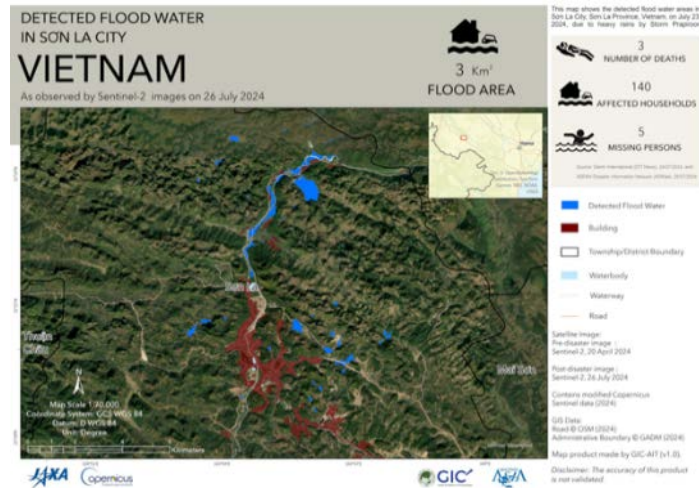 DETECTED FLOOD WATER
IN SƠN LA CITY
VIETNAM
As observed by Sentinel-2 images on 26 July 2024
3 Km²
FLOOD AREA
This map shows the detected flood water areas in
Sơn La City, Sơn La Province, Vietnam, on July 23
2024, due to heavy rains by Storm Prapiroon
3
NUMBER OF DEATHS
140
AFFECTED HOUSEHOLDS
5
MISSING PERSONS
Detected Flood Water
Building
Township/District Boundary
Waterbody
Waterway
Road
Satellite Image:
Pre-disaster image :
Sentinel-2, 20 April 2024
Post-disaster image :
Sentinel-2, 26 July 2024
Contains modified Copernicus
Sentinel data (2024)
GIS Data:
Road @ OSM (2024)
Administrative Boundary @ GADM (2024)
Map product made by GIC-AIT (v1.0).
Disclaimer: The accuracy of this product
is not validated
Sơn La
Thuận
Châu
Mai Sơn
N
Map Scale 1:70,000
Coordinate System: GCS WGS 84
Datum: D WGS 84
Unit: Degree
Kilometers
JAXA
Copernicus
GIC